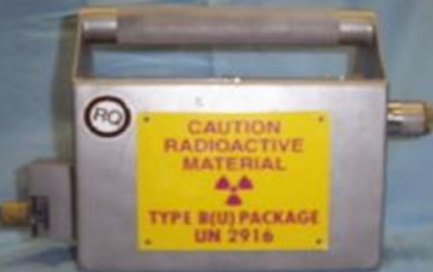 RQ
CAUTION
RADIOACTIVE
MATERIAL
TYPE B(U) PACKAGE
UN 2916